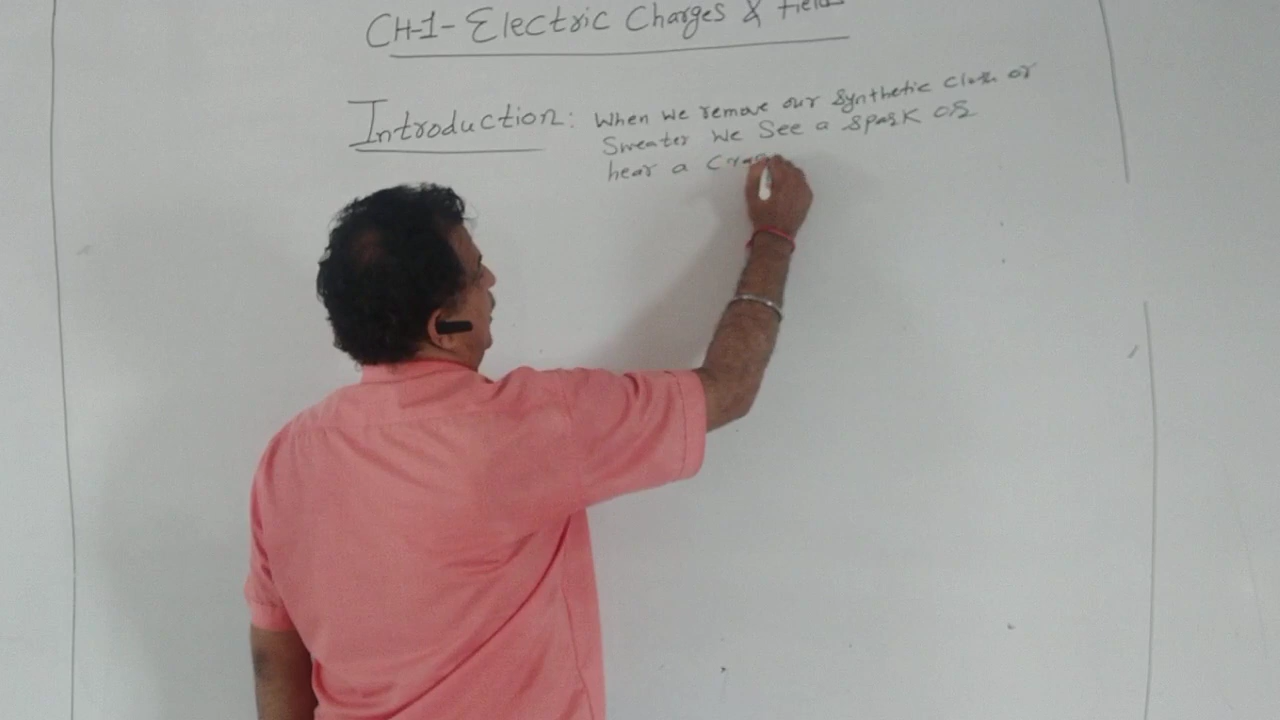 CH-1- Electric Charges & Field
Introduction: When we remove our synthetic cloth or
Sweater we See a spark or
hear a Cra